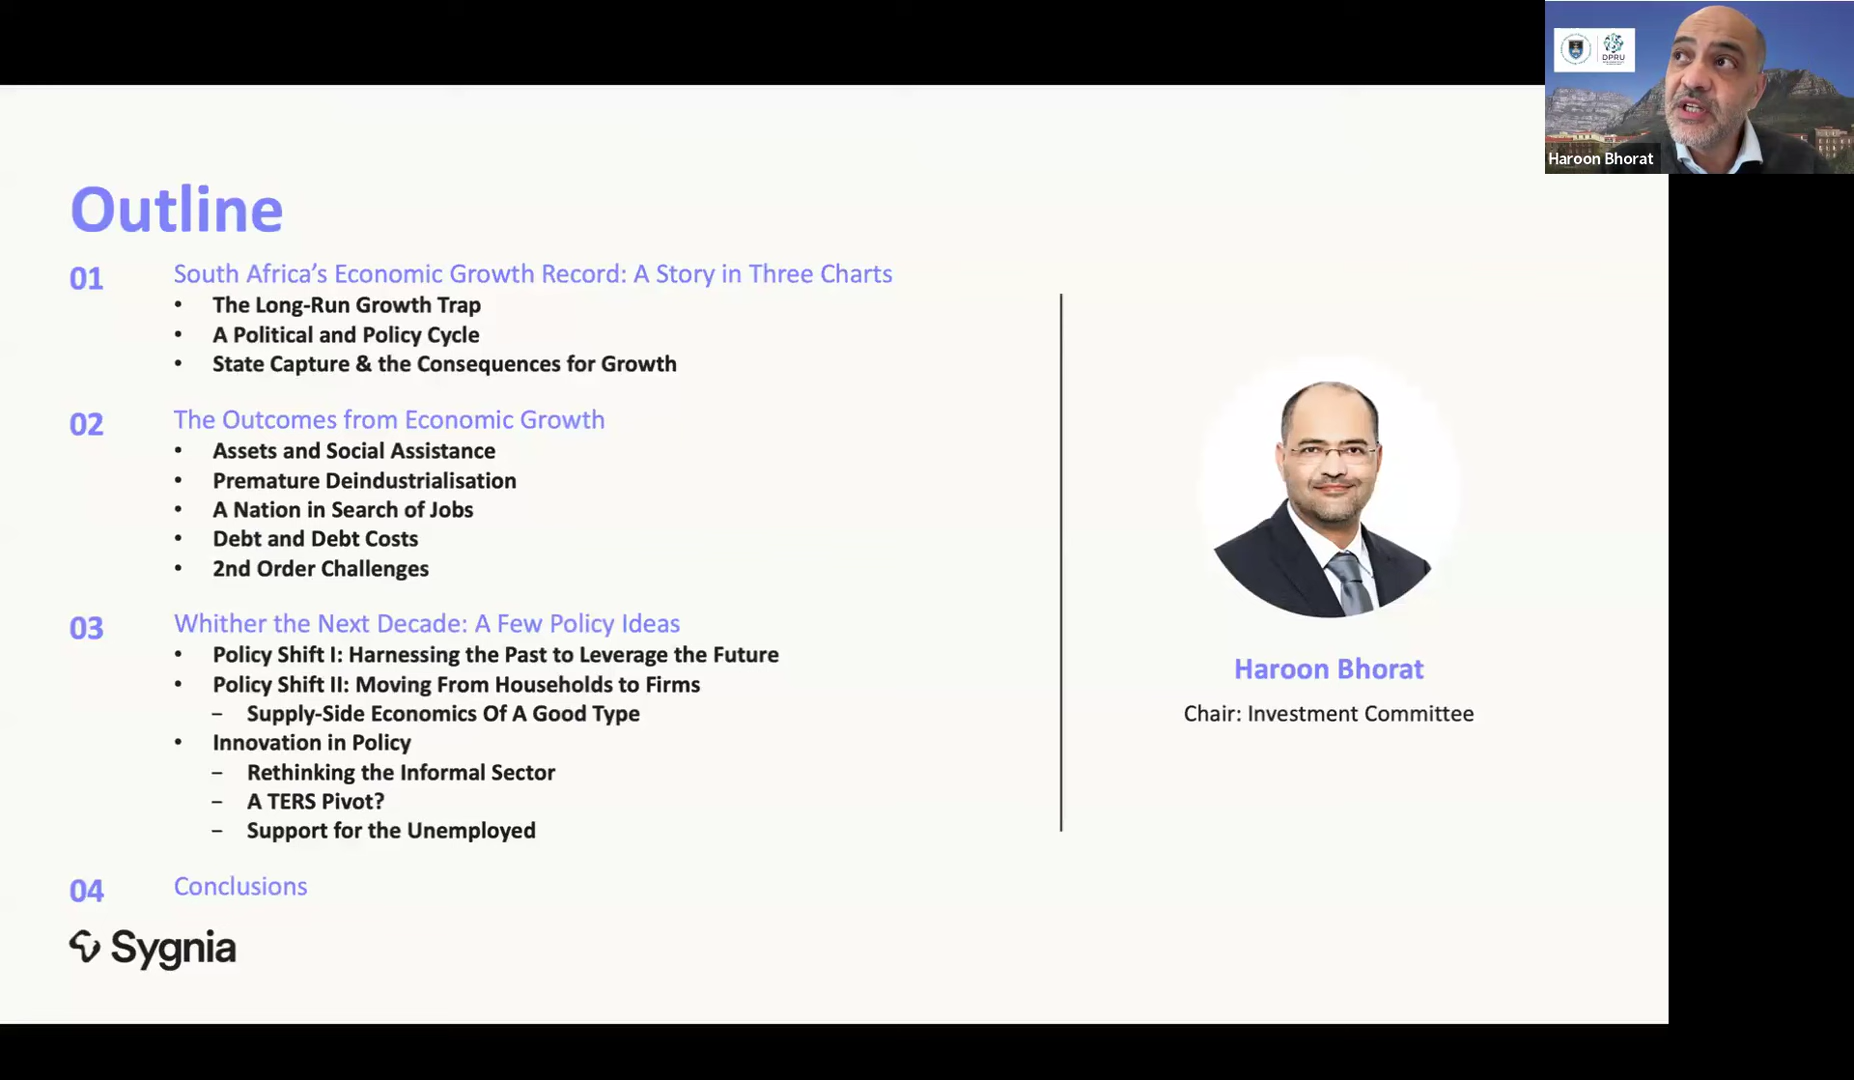 DPRU
Haroon Bhorat
Outline
01 South Africa’s Economic Growth Record: A Story in Three Charts
• The Long-Run Growth Trap
• A Political and Policy Cycle
• State Capture & the Consequences for Growth
02 The Outcomes from Economic Growth
• Assets and Social Assistance
• Premature Deindustrialisation
• A Nation in Search of Jobs
• Debt and Debt Costs
• 2nd Order Challenges
03 Whither the Next Decade: A Few Policy Ideas
• Policy Shift I: Harnessing the Past to Leverage the Future
• Policy Shift II: Moving From Households to Firms
– Supply-Side Economics Of A Good Type
• Innovation in Policy
– Rethinking the Informal Sector
– A TERS Pivot?
– Support for the Unemployed
04 Conclusions
Sygnia
Haroon Bhorat
Chair: Investment Committee